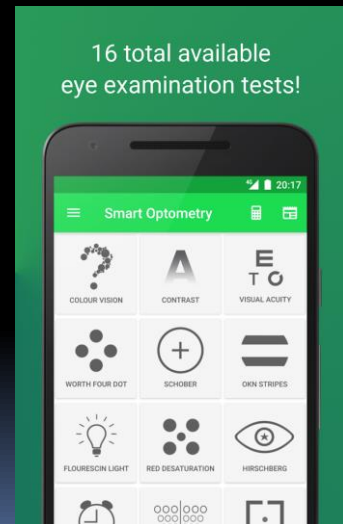 16 total available
eye examination tests!
4G 20:17
Smart Optometry
COLOUR VISION
A
CONTRAST
E
T O
VISUAL ACUITY
WORTH FOUR DOT
SCHOBER
OKN STRIPES
FLOURESCIN LIGHT
RED DESATURATION
HIRSCHBERG